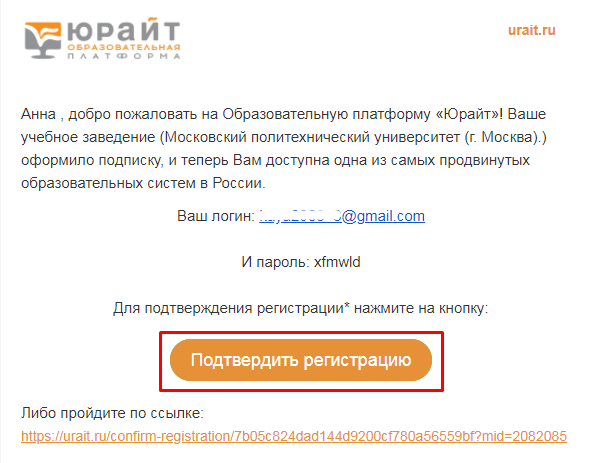 ЮРАЙТ
ОБРАЗОВАТЕЛЬНАЯ
ПЛАТФОРМА
urait.ru
Анна , добро пожаловать на Образовательную платформу «Юрайт»! Ваше
учебное заведение (Московский политехнический университет (г. Москва).)
оформило подписку, и теперь Вам доступна одна из самых продвинутых
образовательных систем в России.
Ваш логин: @gmail.com
И пароль: xfmwld
Для подтверждения регистрации* нажмите на кнопку:
Подтвердить регистрацию
Либо пройдите по ссылке:
https://urait.ru/confirm-registration/7b05c824dad144d9200cf780a56559bf?mid=2082085